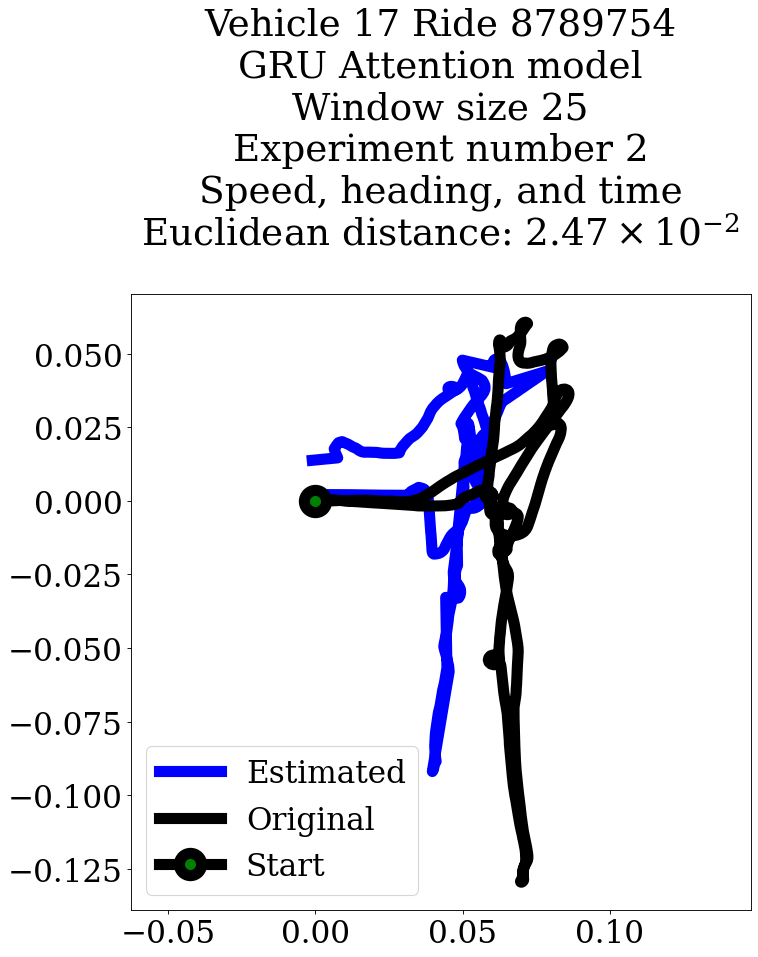 Vehicle 17 Ride 8789754
GRU Attention model
Window size 25
Experiment number 2
Speed, heading, and time
Euclidean distance: 2.47 × 10⁻²
0.050
0.025
0.000
−0.025
−0.050
−0.075
−0.100
−0.125
Estimated
Original
Start
−0.05 0.00 0.05 0.10